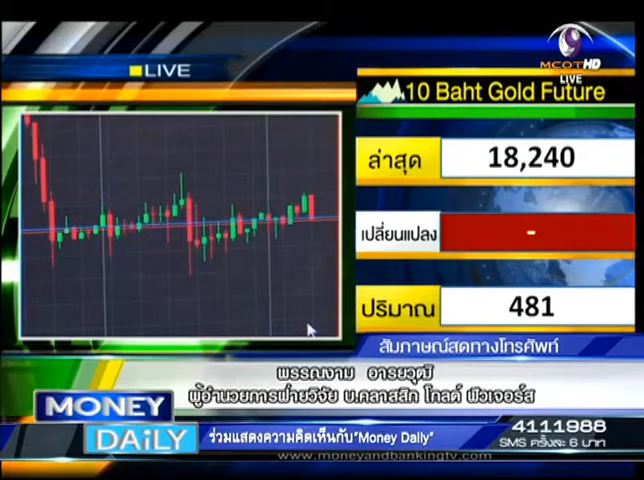 MCOT HD
LIVE
LIVE
10 Baht Gold Future
ล่าสุด 18,240
เปลี่ยนแปลง -
ปริมาณ 481
สัมภาษณ์สดทางโทรศัพท์
พรรณงาม อารยวุฒิ
ผู้อำนวยการฝ่ายวิจัย บ.คลาสสิก โกลด์ ฟิวเจอร์ส
MONEY
DAiLY
ร่วมแสดงความคิดเห็นกับ"Money Daily"
4111988
SMS ครั้งละ 6 บาท
www.moneyandbankingtv.com